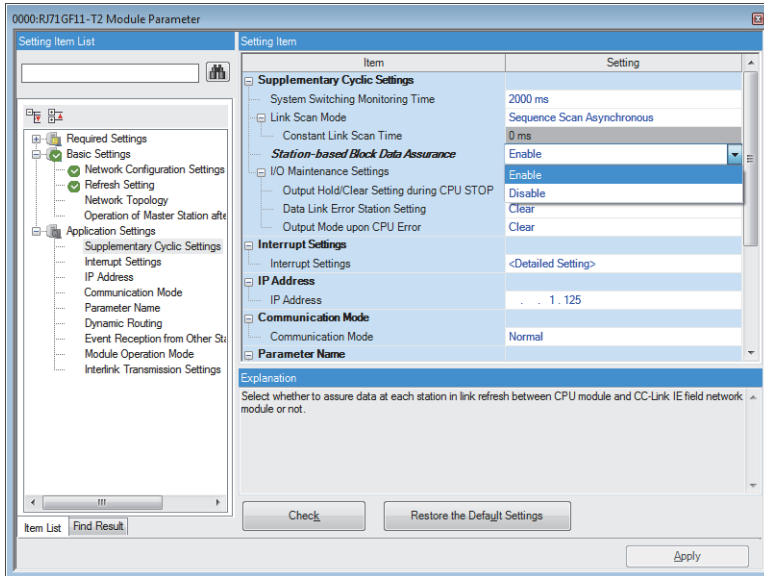 0000:RJ71GF11-T2 Module Parameter
Setting Item List
Required Settings
Basic Settings
Network Configuration Settings
Refresh Setting
Network Topology
Operation of Master Station afte
Application Settings
Supplementary Cyclic Settings
Interrupt Settings
IP Address
Communication Mode
Parameter Name
Dynamic Routing
Event Reception from Other Sta
Module Operation Mode
Interlink Transmission Settings
Item List Find Result
Setting Item
Item Setting
Supplementary Cyclic Settings
System Switching Monitoring Time 2000 ms
Link Scan Mode Sequence Scan Asynchronous
Constant Link Scan Time 0 ms
Station-based Block Data Assurance Enable
I/O Maintenance Settings Enable
Output Hold/Clear Setting during CPU STOP Disable
Data Link Error Station Setting Clear
Output Mode upon CPU Error Clear
Interrupt Settings
Interrupt Settings <Detailed Setting>
IP Address
IP Address . . 1 . 125
Communication Mode
Communication Mode Normal
Parameter Name
Explanation
Select whether to assure data at each station in link refresh between CPU module and CC-Link IE field network
module or not.
Check Restore the Default Settings
Apply